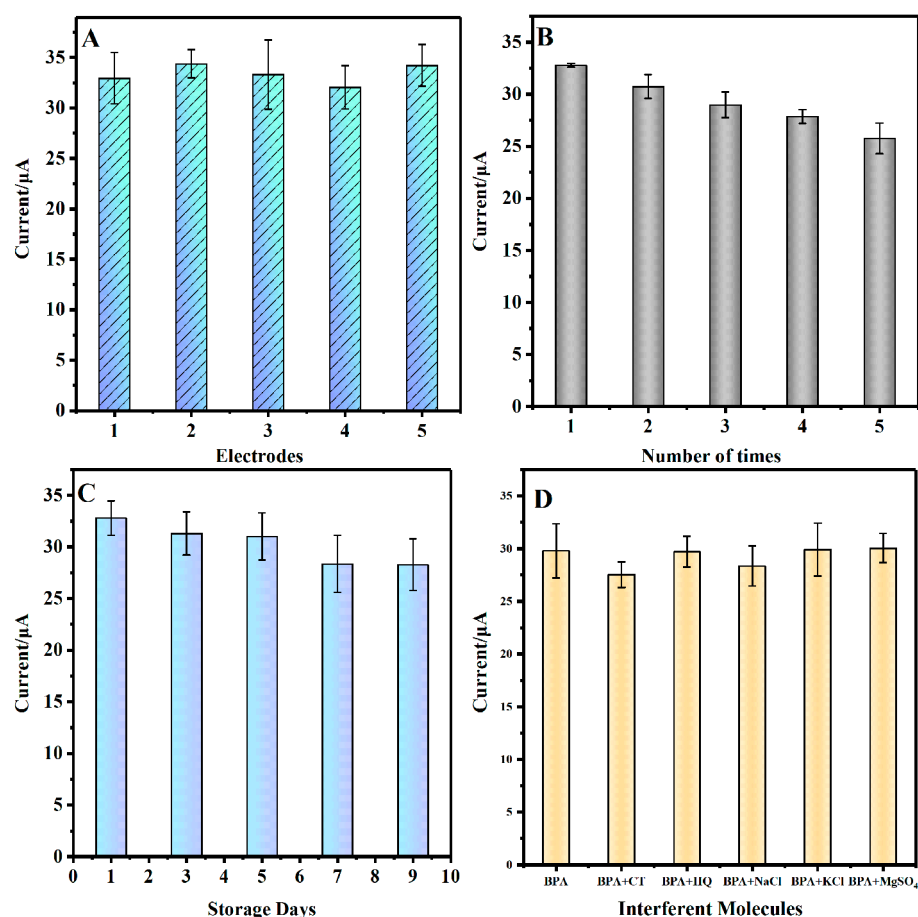 A
Current/μA
35
30
25
20
15
10
5
0
1 2 3 4 5
Electrodes
B
Current/μA
35
30
25
20
15
10
5
0
1 2 3 4 5
Number of times
C
Current/μA
35
30
25
20
15
10
5
0
0 1 2 3 4 5 6 7 8 9 10
Storage Days
D
Current/μA
35
30
25
20
15
10
5
0
BPA BPA+CT BPA+HQ BPA+NaCl BPA+KCl BPA+MgSO₄
Interferent Molecules